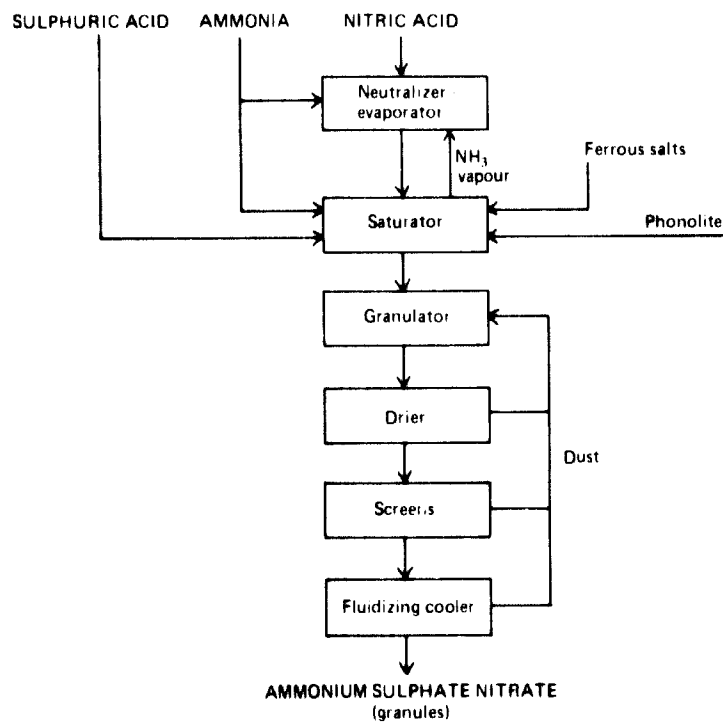 SULPHURIC ACID
AMMONIA
NITRIC ACID
Neutralizer
evaporator
NH3
vapour
Ferrous salts
Saturator
Phonolite
Granulator
Drier
Dust
Screens
Fluidizing cooler
AMMONIUM SULPHATE NITRATE
(granules)